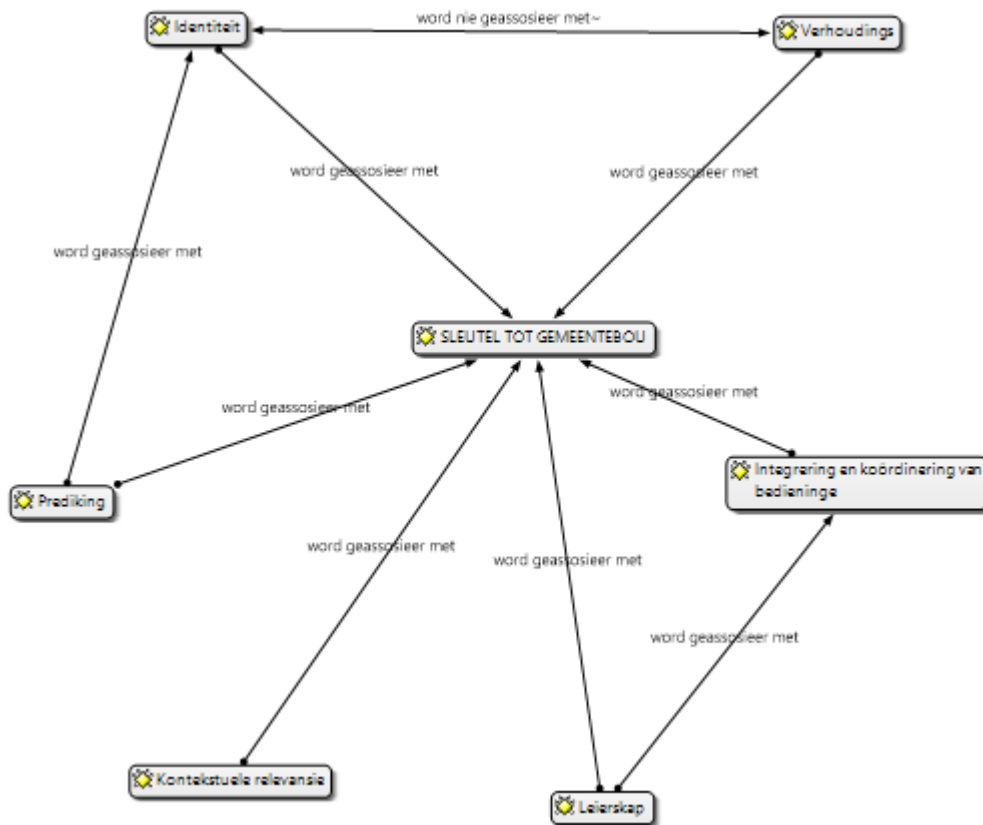 word nie geassosieer met~
Identiteit
Verhoudings
word geassosieer met
word geassosieer met
word geassosieer met
SLEUTEL TOT GEMEENTEBOU
word geassosieer met
word geassosieer met
Integrering en koördinering van
bedieninge
Prediking
word geassosieer met
word geassosieer met
word geassosieer met
Kontekstuele relevansie
Leierskap